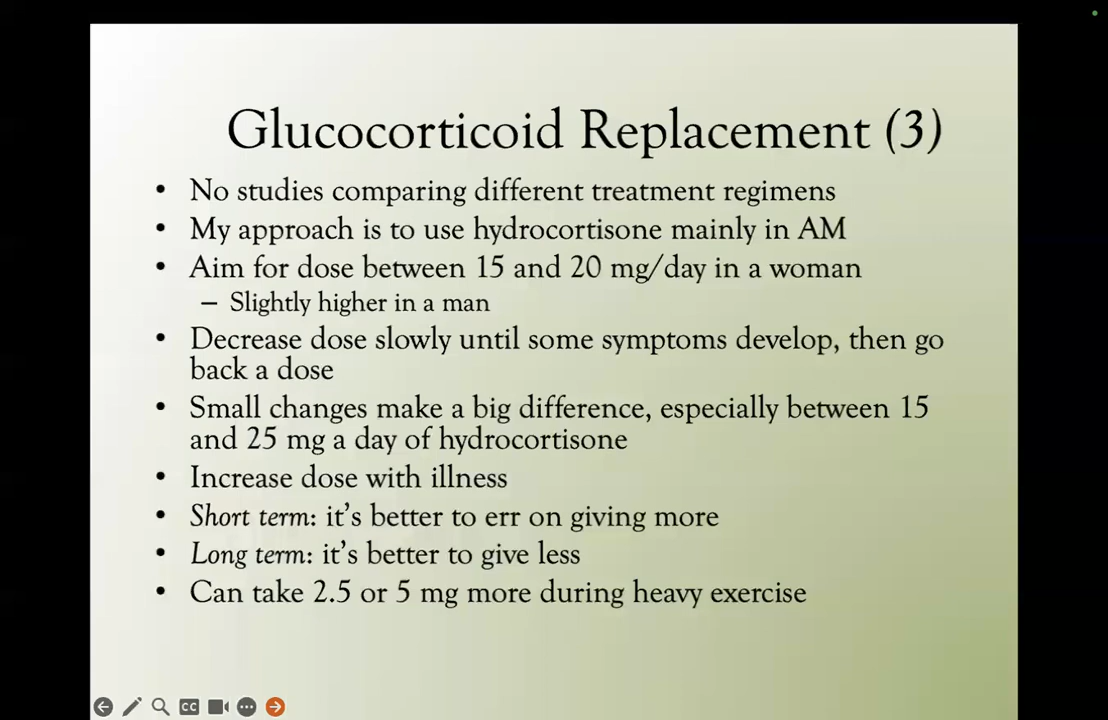 Glucocorticoid Replacement (3)
• No studies comparing different treatment regimens
• My approach is to use hydrocortisone mainly in AM
• Aim for dose between 15 and 20 mg/day in a woman
– Slightly higher in a man
• Decrease dose slowly until some symptoms develop, then go
back a dose
• Small changes make a big difference, especially between 15
and 25 mg a day of hydrocortisone
• Increase dose with illness
• Short term: it's better to err on giving more
• Long term: it's better to give less
• Can take 2.5 or 5 mg more during heavy exercise
CC